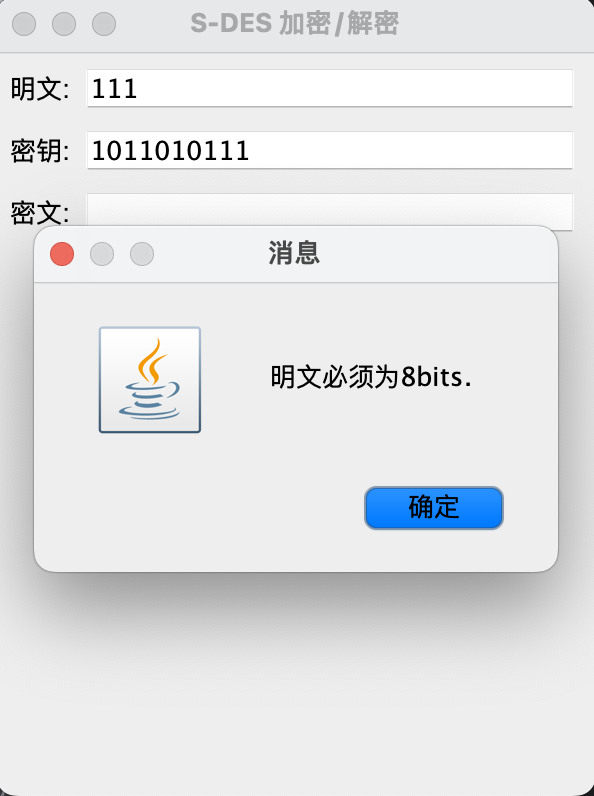 S-DES 加密/解密
明文: 111
密钥: 1011010111
密文:
消息
明文必须为8bits.
确定